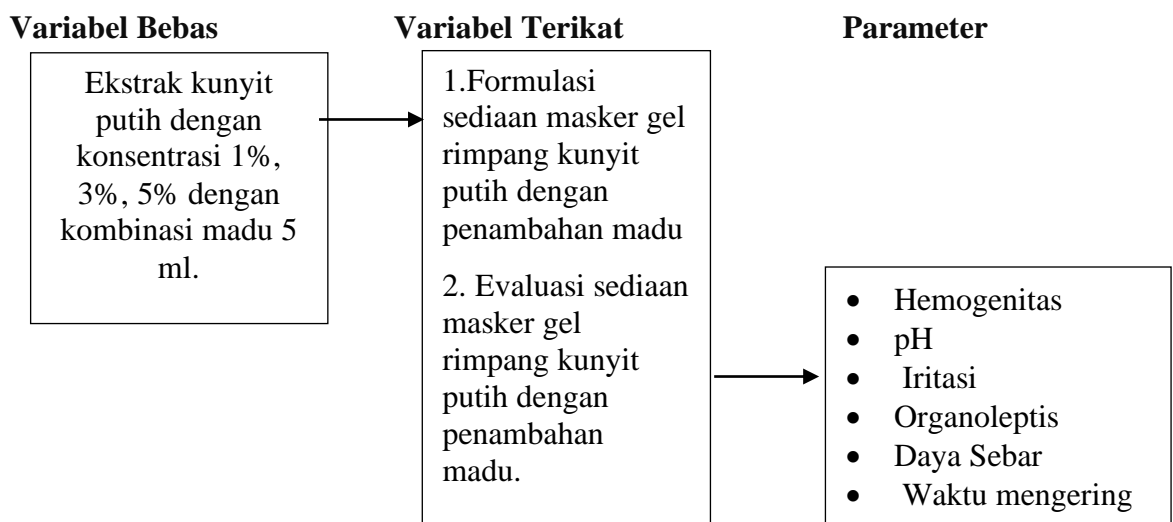 Variabel Bebas
Variabel Terikat
Parameter
Ekstrak kunyit
putih dengan
konsentrasi 1%,
3%, 5% dengan
kombinasi madu 5
ml.
1.Formulasi
sediaan masker gel
rimpang kunyit
putih dengan
penambahan madu
2. Evaluasi sediaan
masker gel
rimpang kunyit
putih dengan
penambahan
madu.
• Hemogenitas
• pH
• Iritasi
• Organoleptis
• Daya Sebar
• Waktu mengering